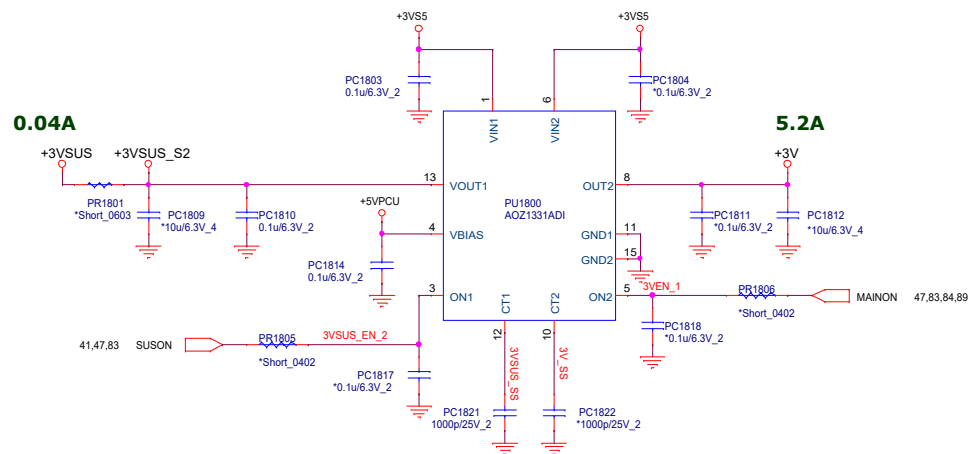 +3VS5
+3VS5
PC1803
0.1u/6.3V_2
PC1804
*0.1u/6.3V_2
1
6
VIN1
VIN2
0.04A
5.2A
+3VSUS
+3VSUS_S2
+3V
13
VOUT1
OUT2
8
PR1801
*Short_0603
PC1809
*10u/6.3V_4
PC1810
0.1u/6.3V_2
PU1800
AOZ1331ADI
PC1811
*0.1u/6.3V_2
PC1812
*10u/6.3V_4
+5VPCU
4
VBIAS
GND1
11
GND2
15
PC1814
0.1u/6.3V_2
3
ON1
ON2
5
3VEN_1
PR1806
*Short_0402
MAINON
47,83,84,89
CT1
CT2
12
10
41,47,83
SUSON
PR1805
*Short_0402
3VSUS_EN_2
PC1818
*0.1u/6.3V_2
3VSUS_SS
3V_SS
PC1817
*0.1u/6.3V_2
PC1821
1000p/25V_2
PC1822
*1000p/25V_2